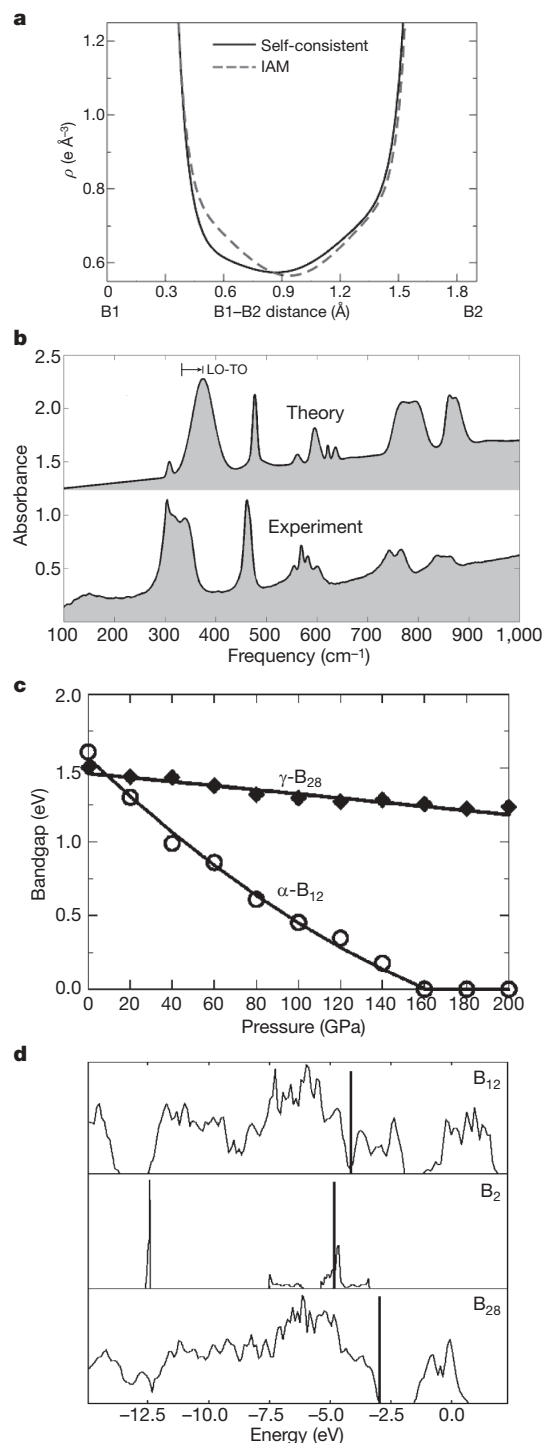 a
1.2
1.0
0.8
0.6
ρ (e Å⁻³)
Self-consistent
IAM
0 0.3 0.6 0.9 1.2 1.5 1.8
B1 B1–B2 distance (Å) B2
b
2.5
2.0
1.5
1.0
0.5
Absorbance
LO-TO
Theory
Experiment
100 200 300 400 500 600 700 800 900 1,000
Frequency (cm⁻¹)
c
2.0
1.5
1.0
0.5
0.0
Bandgap (eV)
γ-B₂₈
α-B₁₂
0 20 40 60 80 100 120 140 160 180 200
Pressure (GPa)
d
B₁₂
B₂
B₂₈
−12.5 −10.0 −7.5 −5.0 −2.5 0.0
Energy (eV)